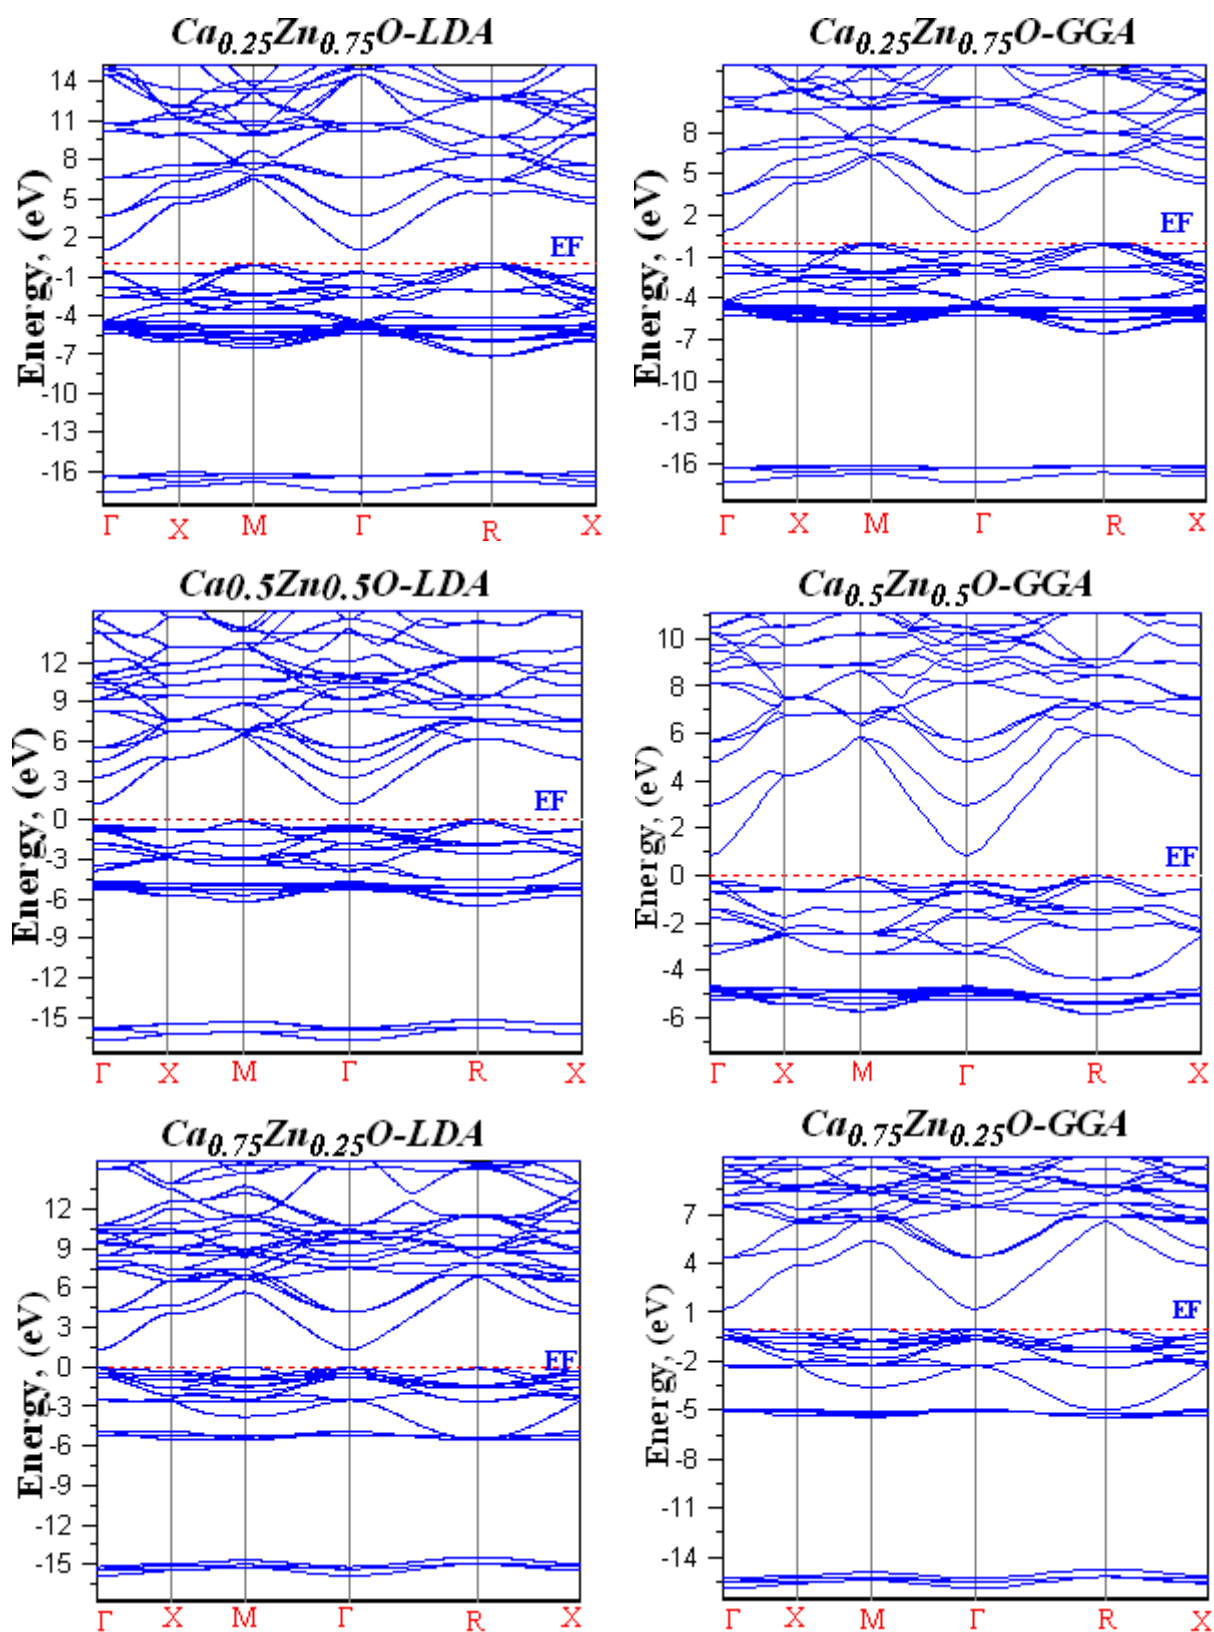 Ca0.25Zn0.75O-LDA
Energy, (eV)
14
11
8
5
2
-1
-4
-7
-10
-13
-16
EF
Γ X M Γ R X
Ca0.25Zn0.75O-GGA
Energy, (eV)
8
5
2
-1
-4
-7
-10
-13
-16
EF
Γ X M Γ R X
Ca0.5Zn0.5O-LDA
Energy, (eV)
12
9
6
3
0
-3
-6
-9
-12
-15
EF
Γ X M Γ R X
Ca0.5Zn0.5O-GGA
Energy, (eV)
10
8
6
4
2
0
-2
-4
-6
EF
Γ X M Γ R X
Ca0.75Zn0.25O-LDA
Energy, (eV)
12
9
6
3
0
-3
-6
-9
-12
-15
EF
Γ X M Γ R X
Ca0.75Zn0.25O-GGA
Energy, (eV)
7
4
1
-2
-5
-8
-11
-14
EF
Γ X M Γ R X